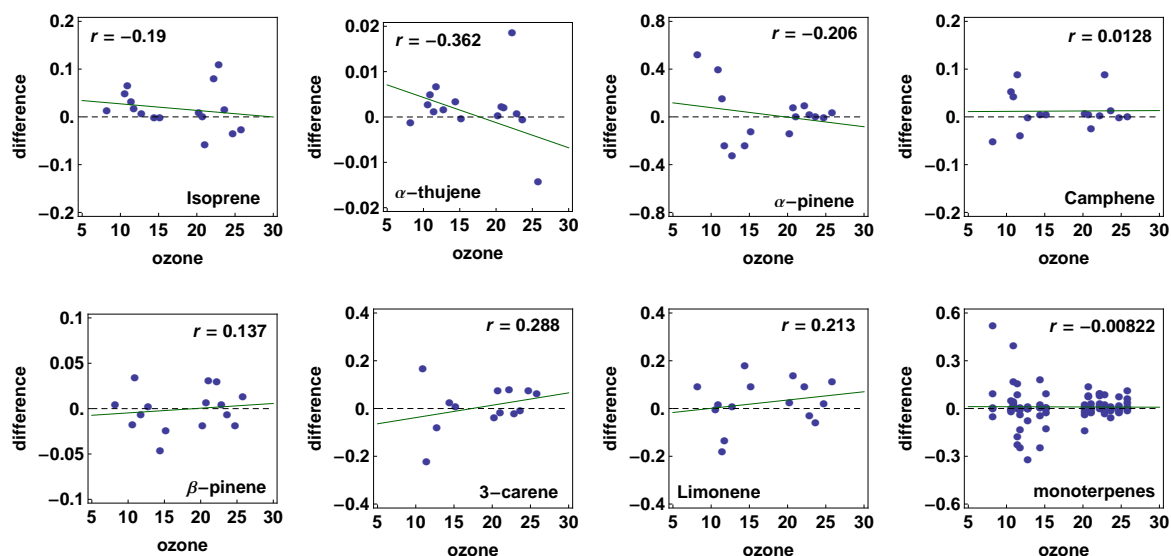 0.2
0.1
0.
−0.1
−0.2
difference
r = −0.19
Isoprene
5 10 15 20 25 30
ozone
0.02
0.01
0.
−0.01
−0.02
difference
r = −0.362
α−thujene
5 10 15 20 25 30
ozone
0.8
0.4
0.
−0.4
−0.8
difference
r = −0.206
α−pinene
5 10 15 20 25 30
ozone
0.2
0.1
0.
−0.1
−0.2
difference
r = 0.0128
Camphene
5 10 15 20 25 30
ozone
0.1
0.05
0.
−0.05
−0.1
difference
r = 0.137
β−pinene
5 10 15 20 25 30
ozone
0.4
0.2
0.
−0.2
−0.4
difference
r = 0.288
3−carene
5 10 15 20 25 30
ozone
0.4
0.2
0.
−0.2
−0.4
difference
r = 0.213
Limonene
5 10 15 20 25 30
ozone
0.6
0.3
0.
−0.3
−0.6
difference
r = −0.00822
monoterpenes
5 10 15 20 25 30
ozone